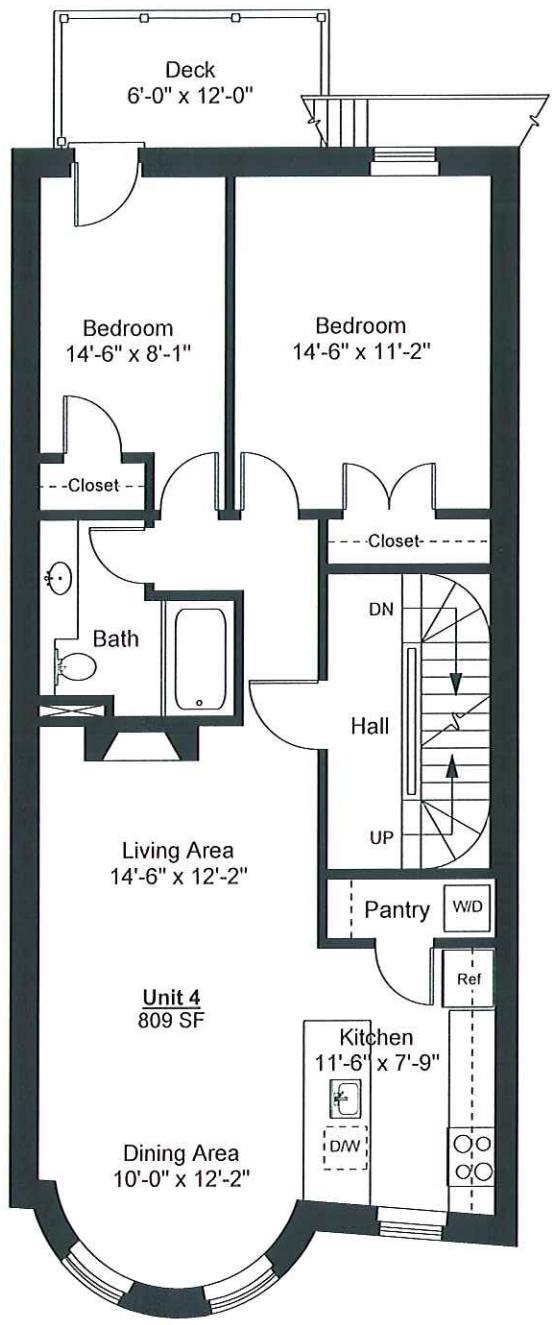 Deck
6'-0" x 12'-0"
Bedroom
14'-6" x 8'-1"
Bedroom
14'-6" x 11'-2"
Closet
Closet
Bath
DN
Hall
UP
Living Area
14'-6" x 12'-2"
Pantry
W/D
Ref
Unit 4
809 SF
Kitchen
11'-6" x 7'-9"
D/W
Dining Area
10'-0" x 12'-2"